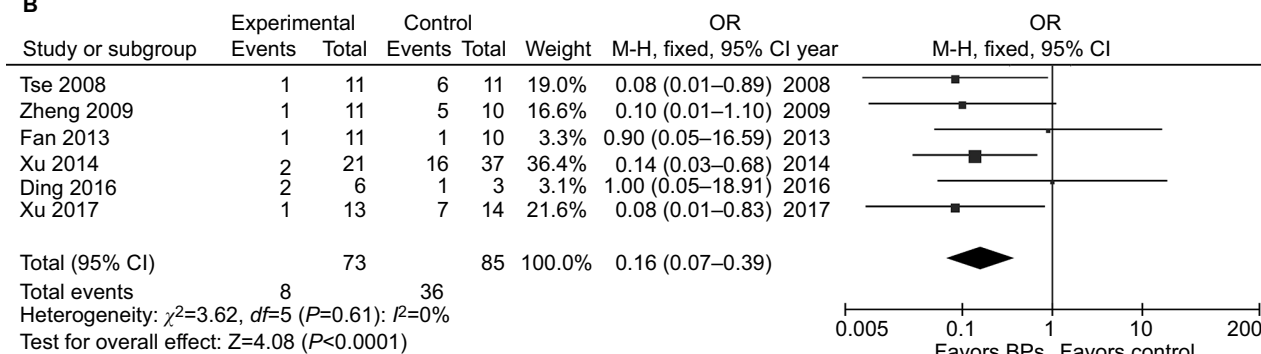 B
Experimental Control OR OR
Study or subgroup Events Total Events Total Weight M-H, fixed, 95% CI year M-H, fixed, 95% CI
Tse 2008 1 11 6 11 19.0% 0.08 (0.01–0.89) 2008
Zheng 2009 1 11 5 10 16.6% 0.10 (0.01–1.10) 2009
Fan 2013 1 11 1 10 3.3% 0.90 (0.05–16.59) 2013
Xu 2014 2 21 16 37 36.4% 0.14 (0.03–0.68) 2014
Ding 2016 2 6 1 3 3.1% 1.00 (0.05–18.91) 2016
Xu 2017 1 13 7 14 21.6% 0.08 (0.01–0.83) 2017
Total (95% CI) 73 85 100.0% 0.16 (0.07–0.39)
Total events 8 36
Heterogeneity: χ²=3.62, df=5 (P=0.61): I²=0%
Test for overall effect: Z=4.08 (P<0.0001)
0.005 0.1 1 10 200
Favors BPs Favors control